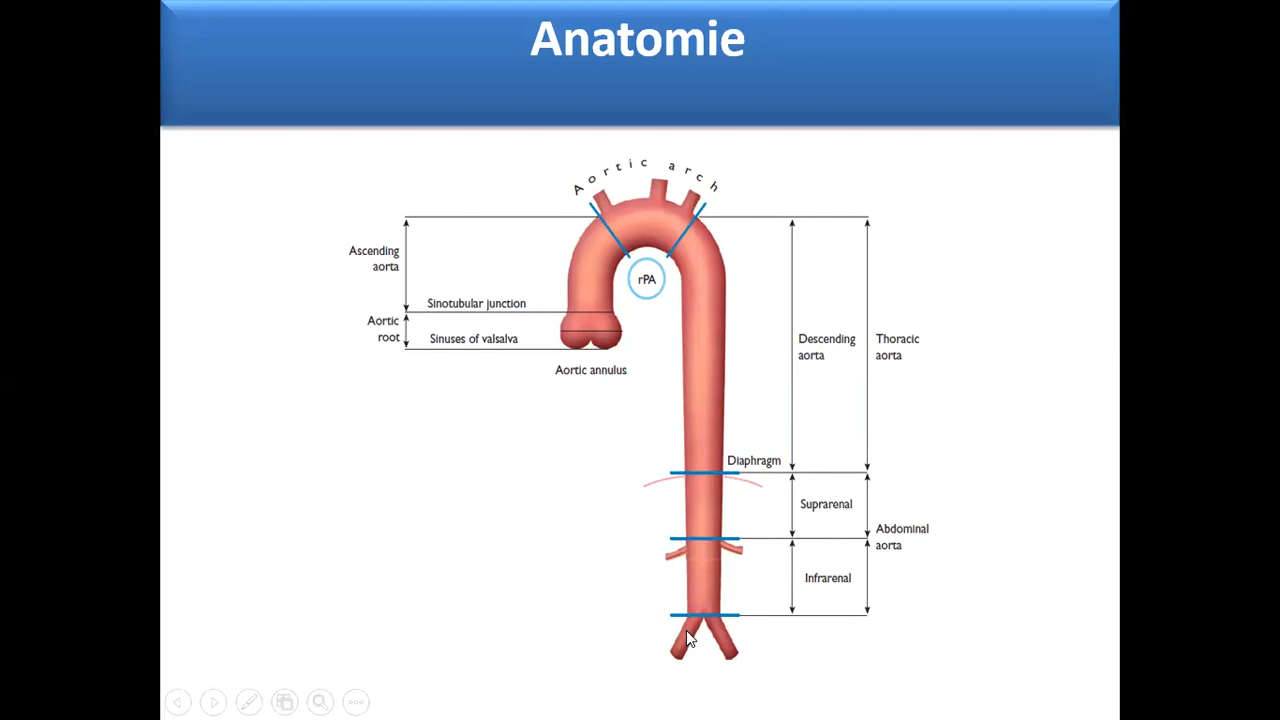 Anatomie
Aortic arch
Ascending
aorta
rPA
Sinotubular junction
Aortic
root
Sinuses of valsalva
Aortic annulus
Descending
aorta
Thoracic
aorta
Diaphragm
Suprarenal
Abdominal
aorta
Infrarenal